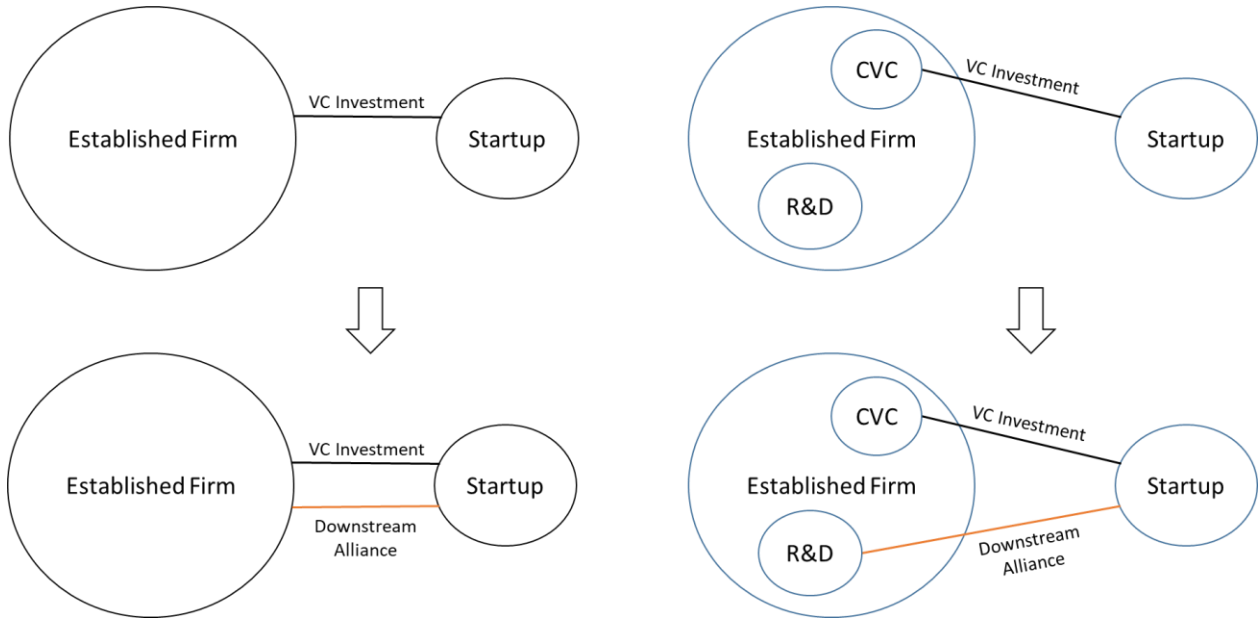 VC Investment
Established Firm
Startup
CVC
VC Investment
Established Firm
Startup
R&D
VC Investment
Established Firm
Startup
Downstream
Alliance
CVC
VC Investment
Established Firm
Startup
R&D
Downstream
Alliance